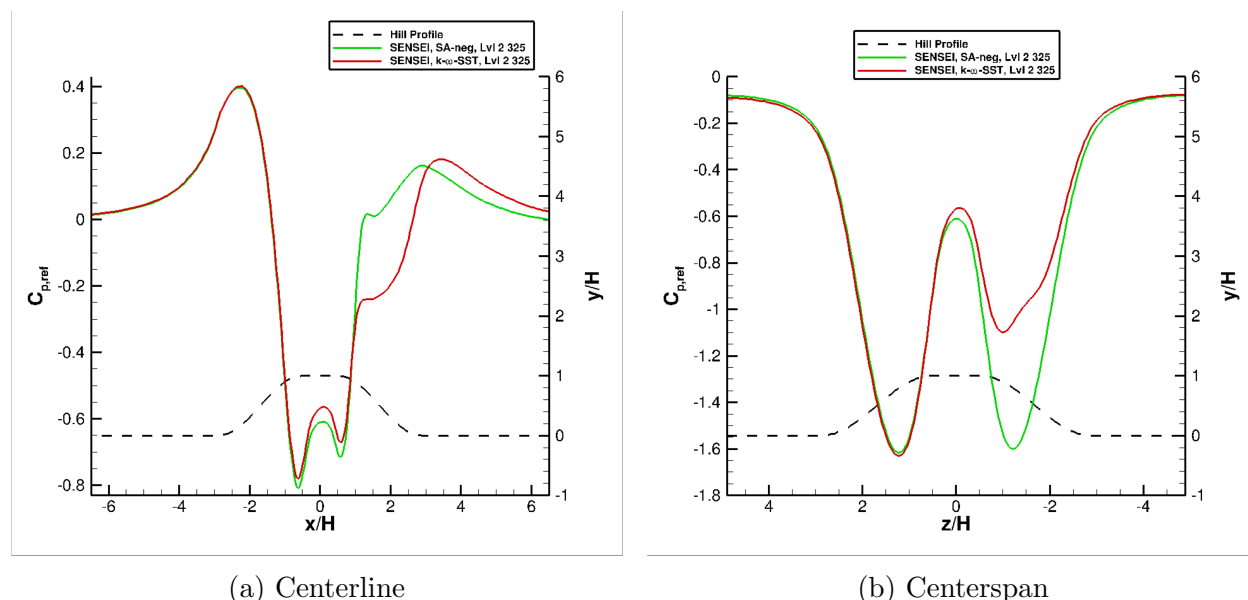 Hill Profile
SENSEI, SA-neg, Lvl 2 325
SENSEI, k-ω-SST, Lvl 2 325
0.4
0.2
0
-0.2
-0.4
-0.6
-0.8
Cp,ref
6
5
4
3
2
1
0
-1
y/H
-6 -4 -2 0 2 4 6
x/H
(a) Centerline
Hill Profile
SENSEI, SA-neg, Lvl 2 325
SENSEI, k-ω-SST, Lvl 2 325
0
-0.2
-0.4
-0.6
-0.8
-1
-1.2
-1.4
-1.6
-1.8
Cp,ref
6
5
4
3
2
1
0
-1
y/H
4 2 0 -2 -4
z/H
(b) Centerspan